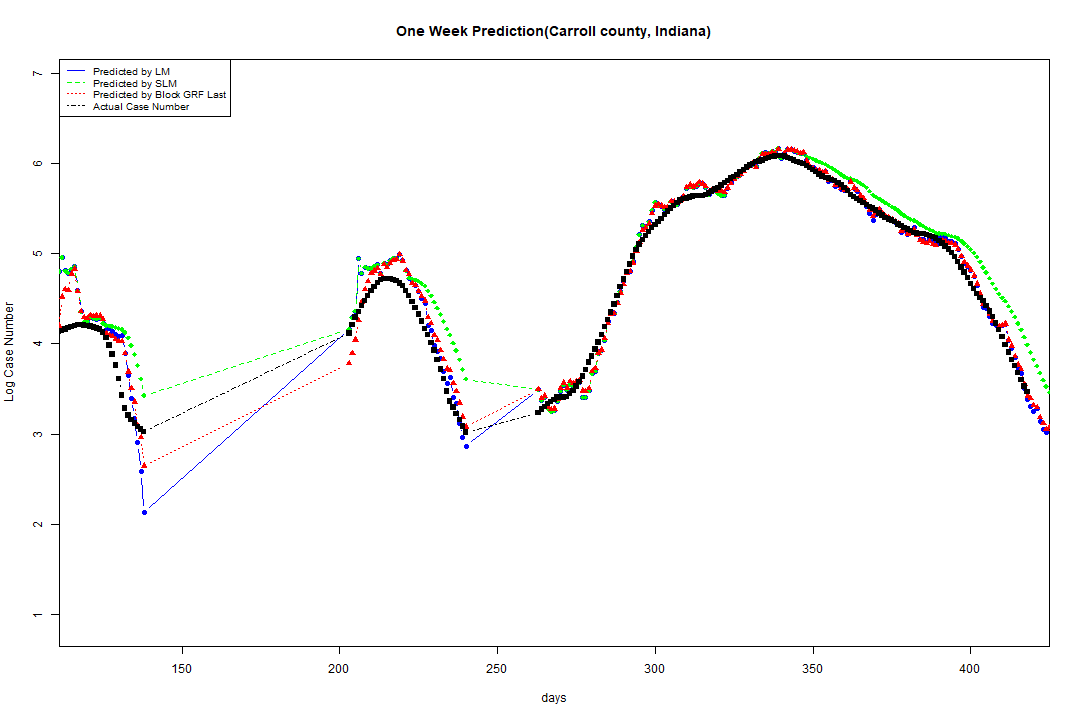 One Week Prediction(Carroll county, Indiana)
Predicted by LM
Predicted by SLM
Predicted by Block GRF Last
Actual Case Number
7
6
5
4
3
2
1
Log Case Number
150
200
250
300
350
400
days